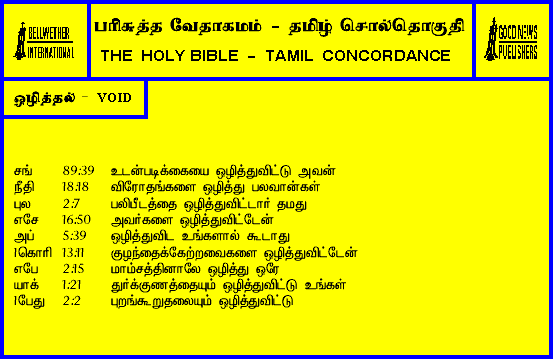 BELLWETHER
INTERNATIONAL
பரிசுத்த வேதாகமம் - தமிழ் சொல்தொகுதி
THE HOLY BIBLE - TAMIL CONCORDANCE
GOOD NEWS
PUBLISHERS
ஒழித்தல் - VOID
சங் 89:39 உடன்படிக்கையை ஒழித்துவிட்டு அவன்
நீதி 18:18 விரோதங்களை ஒழித்து பலவான்கள்
புல 2:7 பலிபீடத்தை ஒழித்துவிட்டார் தமது
எசே 16:50 அவர்களை ஒழித்துவிட்டேன்
அப் 5:39 ஒழித்துவிட உங்களால் கூடாது
1கொரி 13:11 குழந்தைக்கேற்றவைகளை ஒழித்துவிட்டேன்
எபே 2:15 மாம்சத்தினாலே ஒழித்து ஒரே
யாக் 1:21 துர்க்குணத்தையும் ஒழித்துவிட்டு உங்கள்
1பேது 2:2 புறங்கூறுதலையும் ஒழித்துவிட்டு